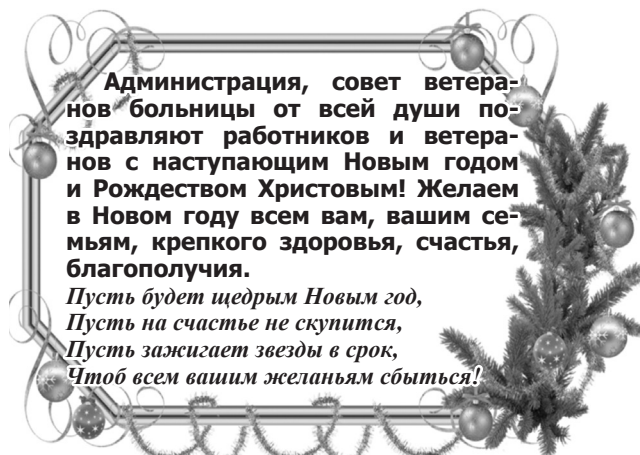 Администрация, совет ветера-
нов больницы от всей души по-
здравляют работников и ветера-
нов с наступающим Новым годом
и Рождеством Христовым! Желаем
в Новом году всем вам, вашим се-
мьям, крепкого здоровья, счастья,
благополучия.
Пусть будет щедрым Новым год,
Пусть на счастье не скупится,
Пусть зажигает звезды в срок,
Чтоб всем вашим желаньям сбыться!